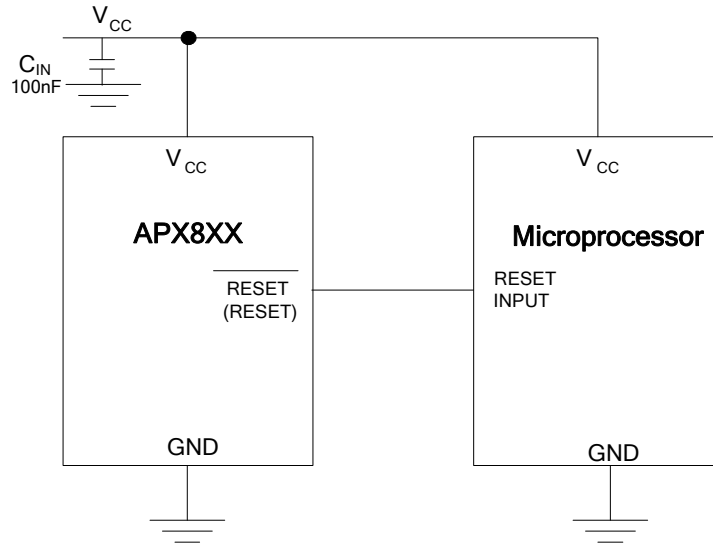 VCC
CIN
100nF
VCC
VCC
APX8XX
Microprocessor
RESET
(RESET)
RESET
INPUT
GND
GND